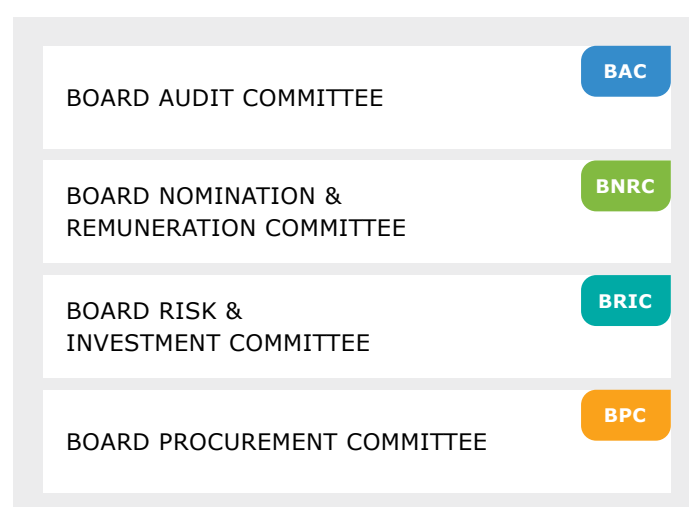 BAC
BOARD AUDIT COMMITTEE
BNRC
BOARD NOMINATION &
REMUNERATION COMMITTEE
BRIC
BOARD RISK &
INVESTMENT COMMITTEE
BPC
BOARD PROCUREMENT COMMITTEE